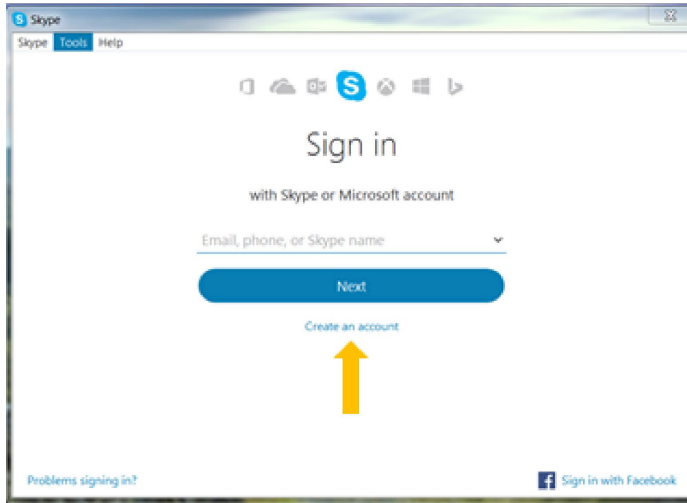 Skype
Skype Tools Help
Sign in
with Skype or Microsoft account
Email, phone, or Skype name
Next
Create an account
Problems signing in?
Sign in with Facebook